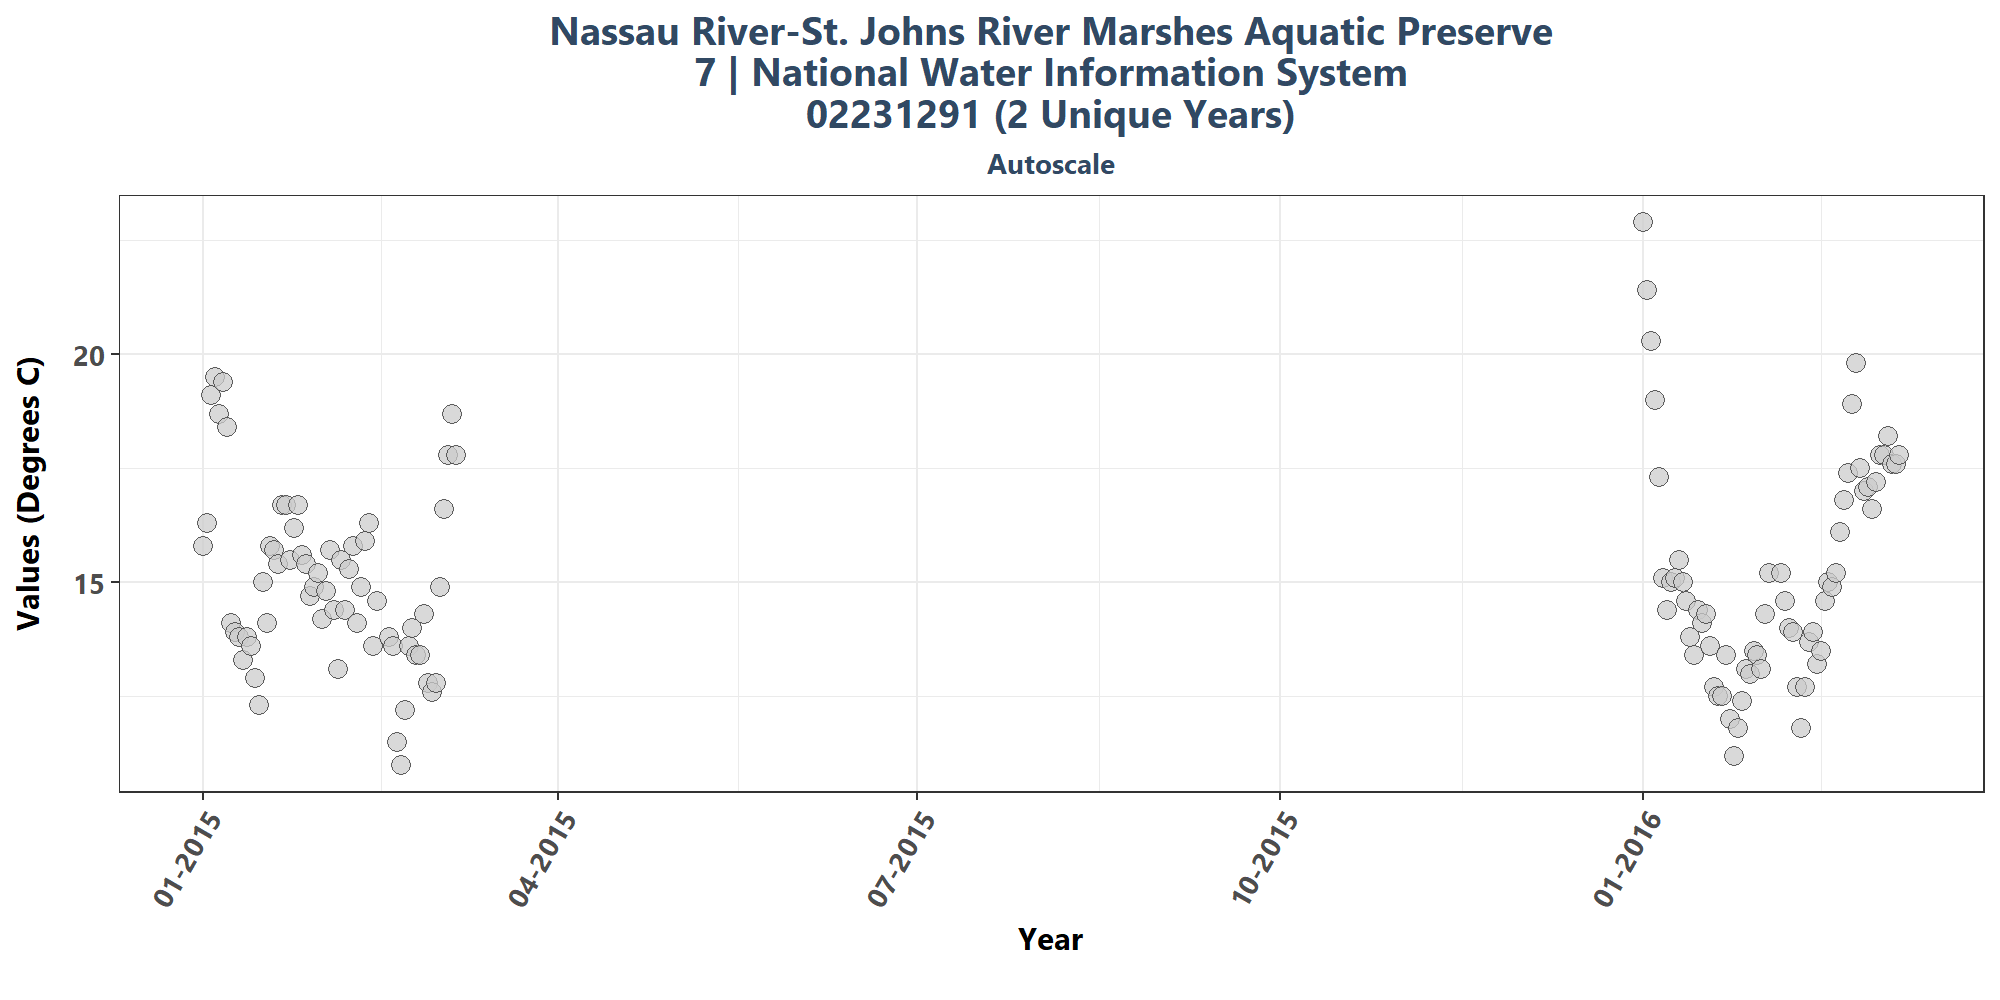 Nassau River-St. Johns River Marshes Aquatic Preserve
7 | National Water Information System
02231291 (2 Unique Years)
Autoscale
Values (Degrees C)
20
15
01-2015
04-2015
07-2015
10-2015
01-2016
Year